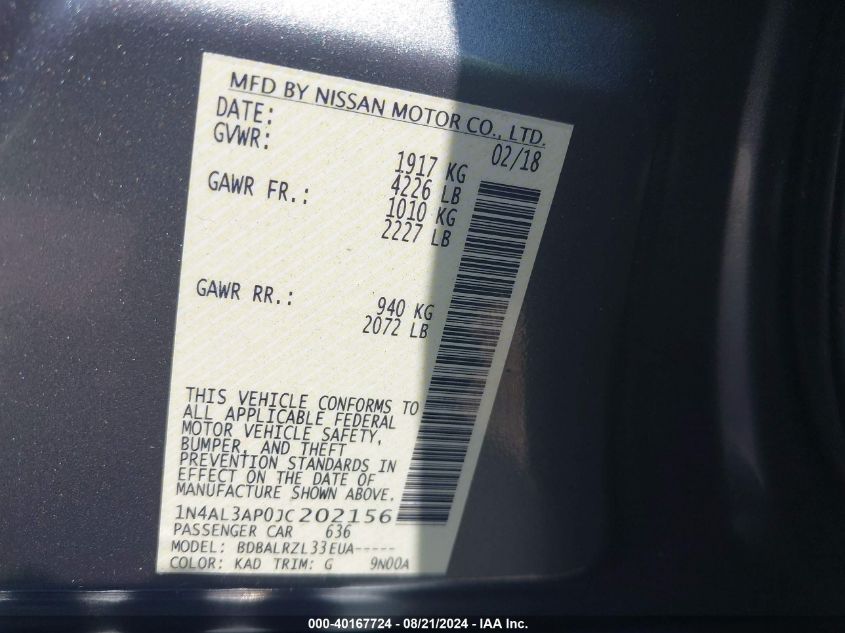 MFD BY NISSAN MOTOR CO., LTD.
DATE: 02/18
GVWR: 1917 KG
4226 LB
GAWR FR.: 1010 KG
2227 LB
GAWR RR.: 940 KG
2072 LB
THIS VEHICLE CONFORMS TO
ALL APPLICABLE FEDERAL
MOTOR VEHICLE SAFETY,
BUMPER, AND THEFT
PREVENTION STANDARDS IN
EFFECT ON THE DATE OF
MANUFACTURE SHOWN ABOVE.
1N4AL3AP0JC202156
PASSENGER CAR 636
MODEL: BDBALRZL33EUA-----
COLOR: KAD TRIM: G 9N00A
000-40167724 - 08/21/2024 - IAA Inc.